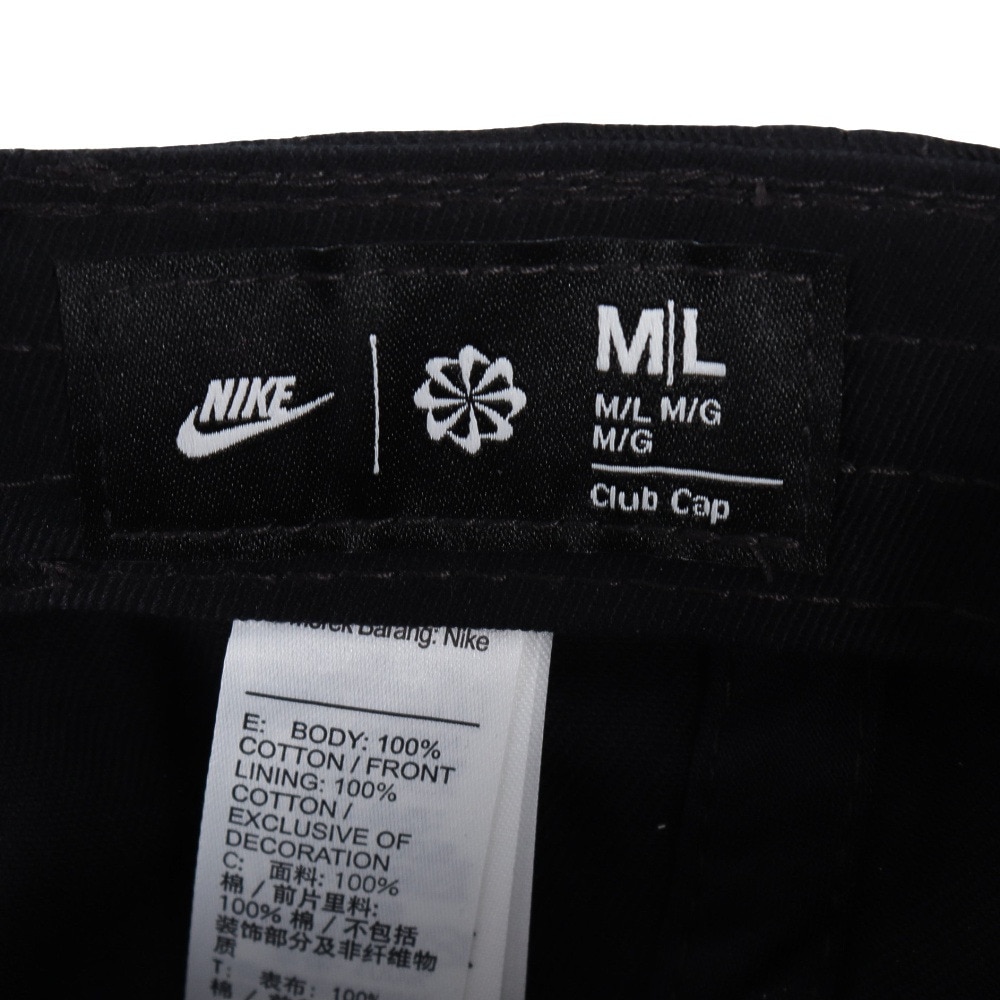 NIKE
M|L
M/L M/G
M/G
Club Cap
Barang: Nike
E: BODY: 100%
COTTON / FRONT
LINING: 100%
COTTON /
EXCLUSIVE OF
DECORATION
C: 面料: 100%
棉 / 前片里料:
100% 棉 / 不包括
装饰部分及非纤维物
质
T: 表布: 100%
棉 /